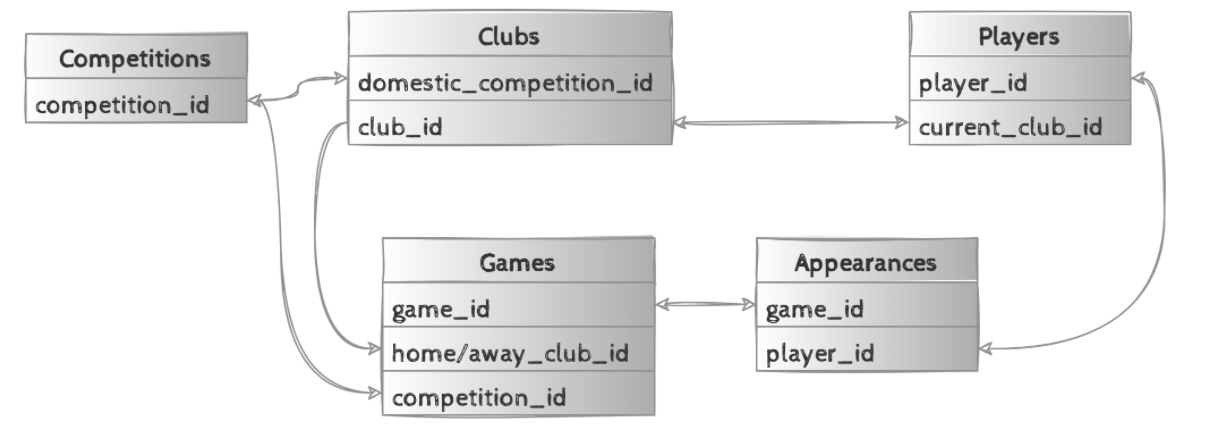 Competitions
competition_id
Clubs
domestic_competition_id
club_id
Players
player_id
current_club_id
Games
game_id
home/away_club_id
competition_id
Appearances
game_id
player_id